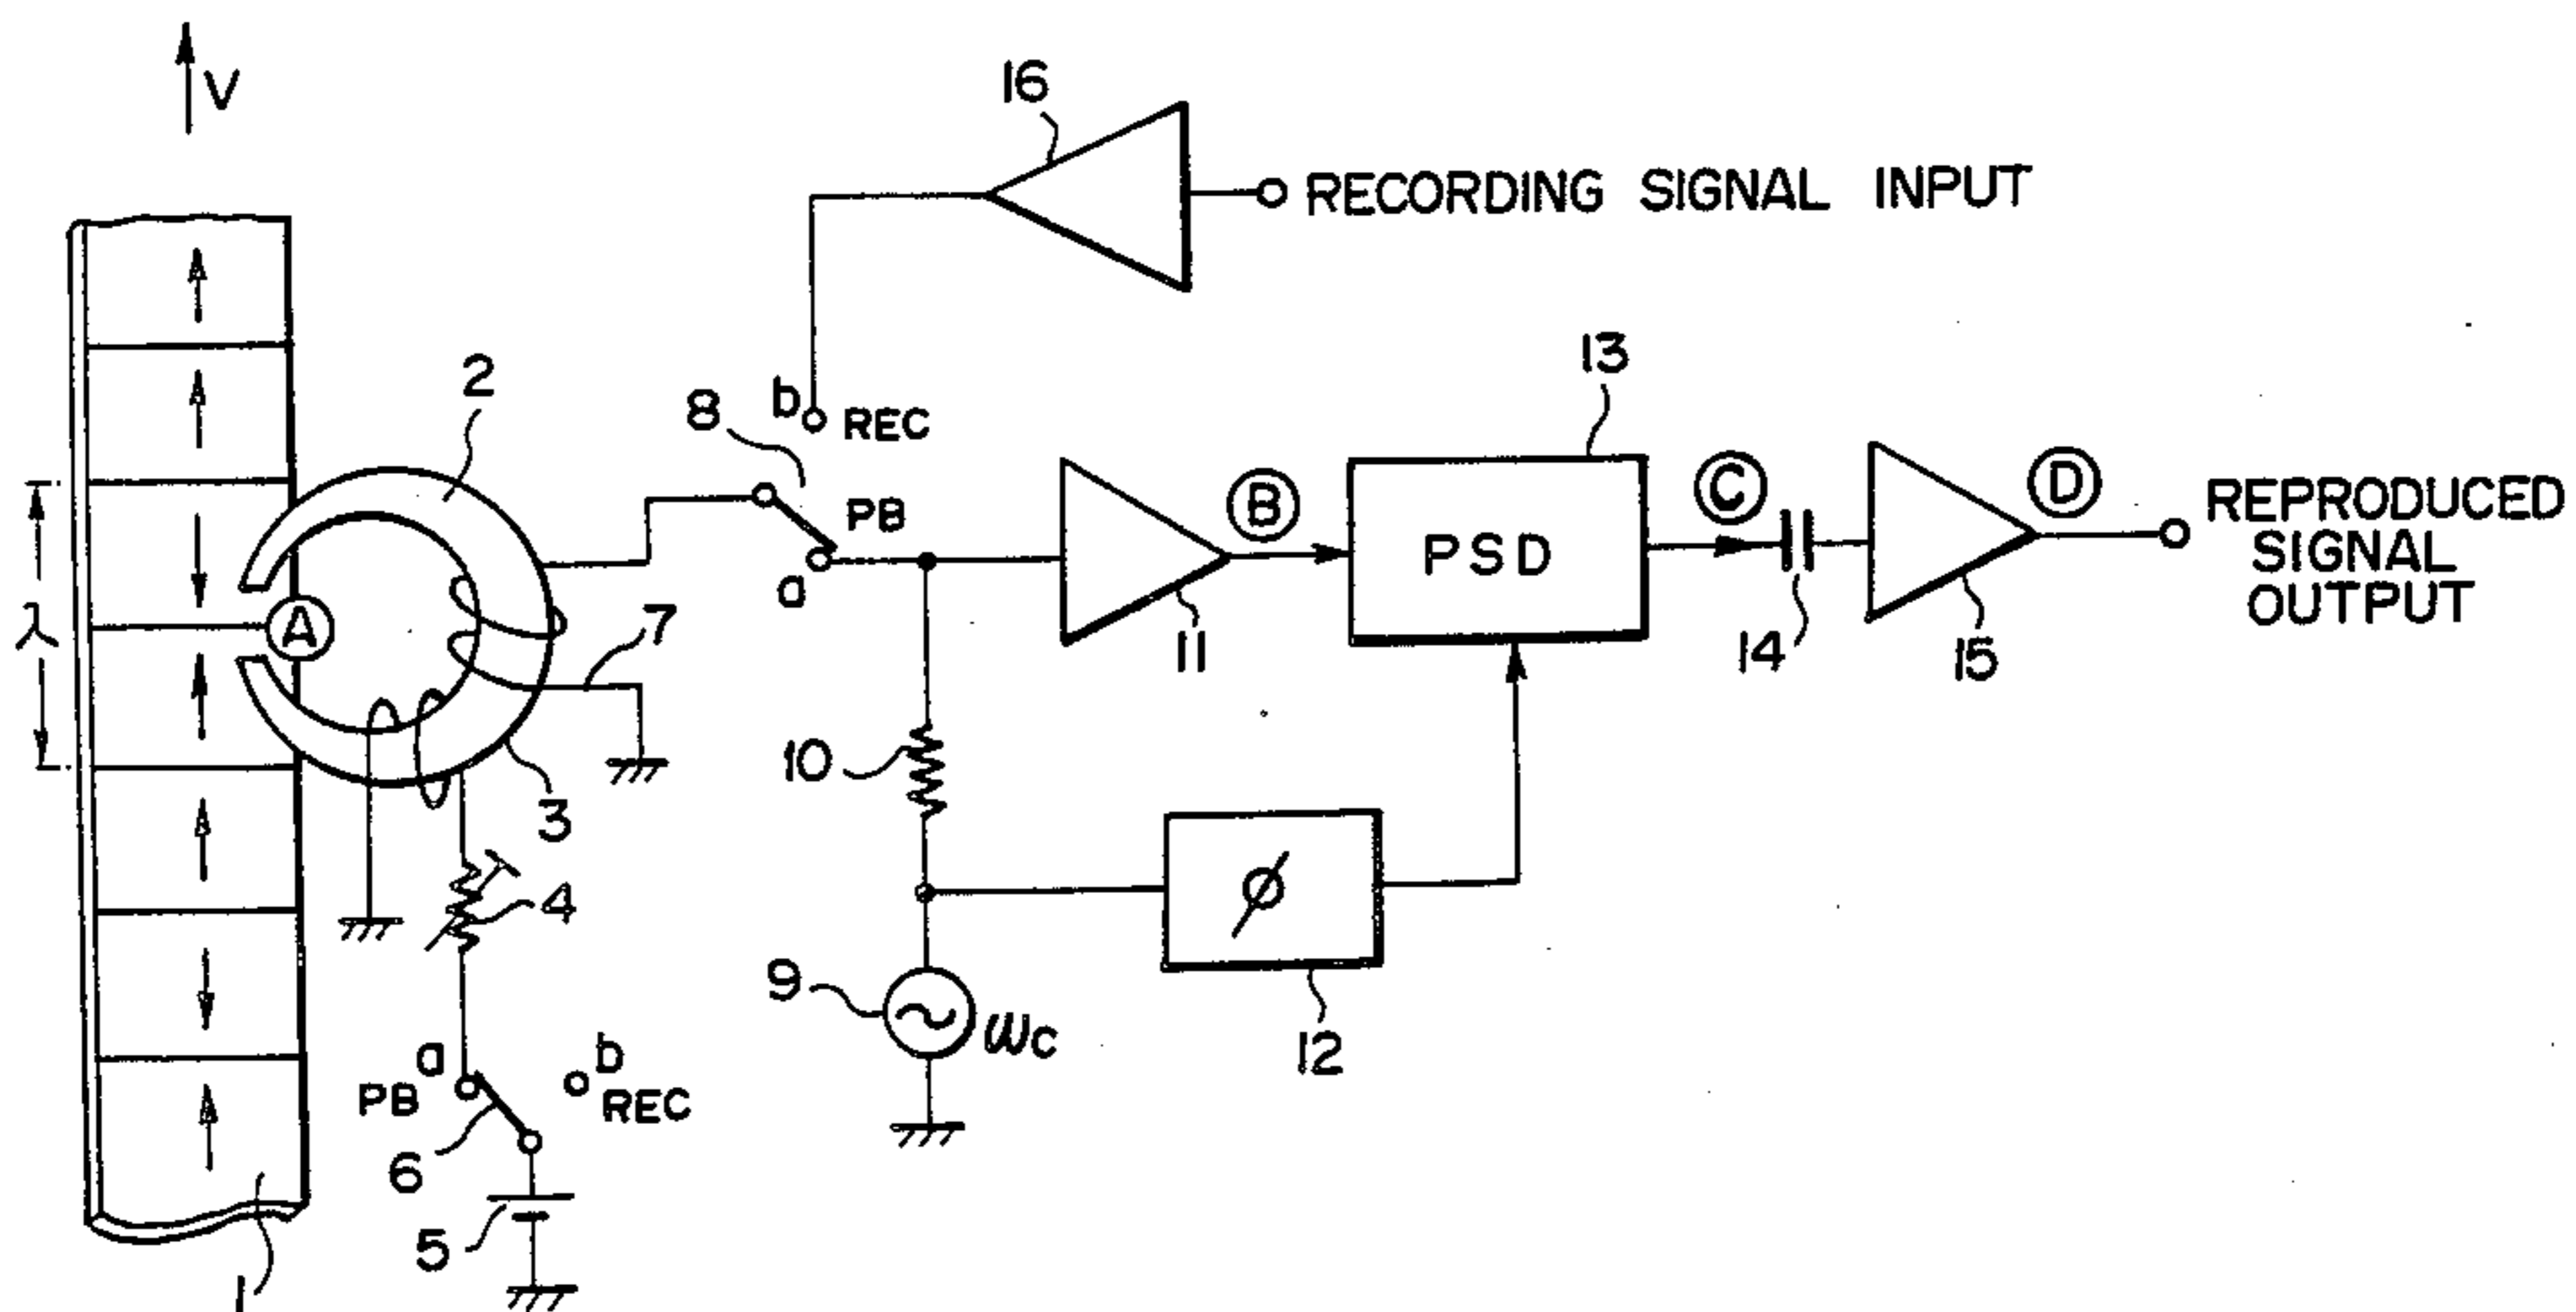 V
16
RECORDING SIGNAL INPUT
2
8
b
REC
13
PB
a
B
PSD
C
D
REPRODUCED
SIGNAL
OUTPUT
λ
A
7
11
14
15
10
3
4
ϕ
9
ωc
12
a
b
PB
REC
6
5
1